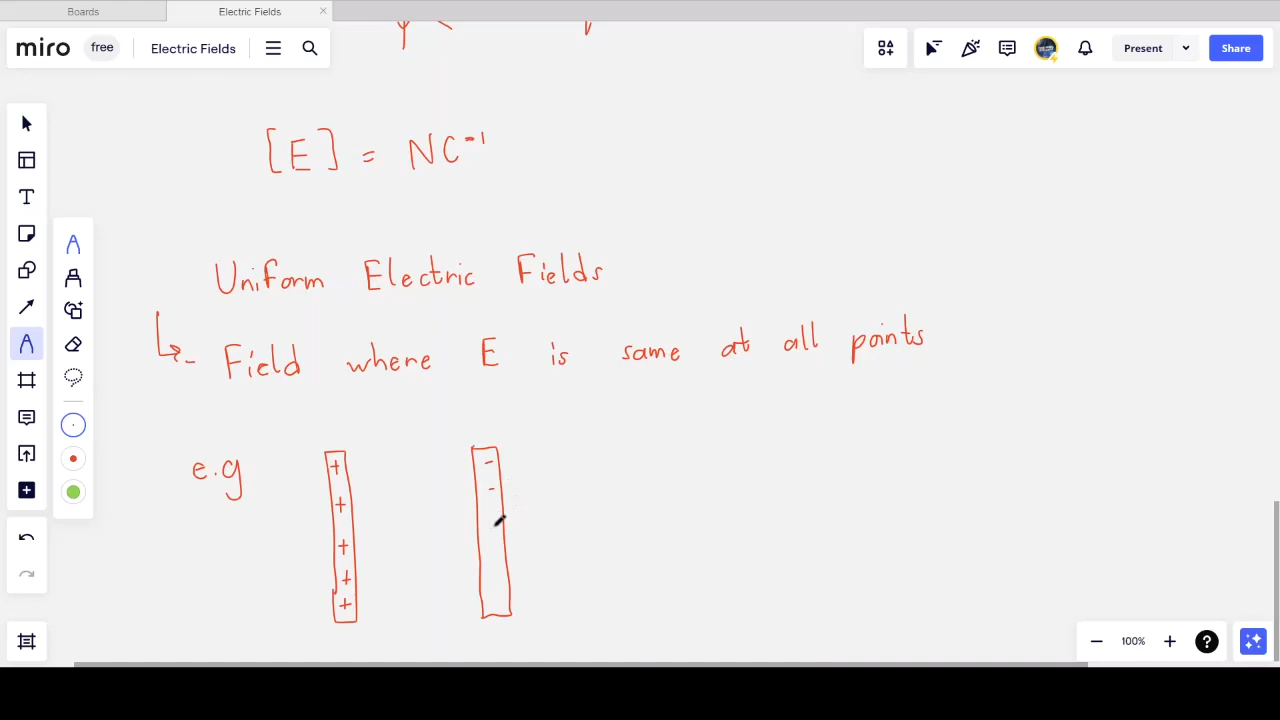 Boards
Electric Fields
miro free Electric Fields
Present
Share
[E] = NC⁻¹
Uniform Electric Fields
- Field where E is same at all points
e.g
+ -
+ -
+
+
+
100%